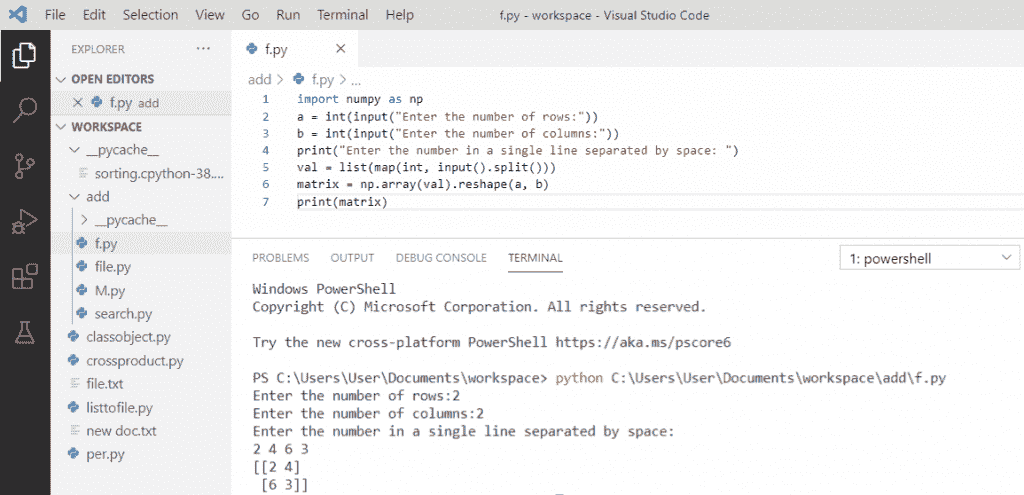 File Edit Selection View Go Run Terminal Help f.py - workspace - Visual Studio Code
EXPLORER ...
OPEN EDITORS
f.py add
WORKSPACE
__pycache__
sorting.cpython-38....
add
__pycache__
f.py
file.py
M.py
search.py
classobject.py
crossproduct.py
file.txt
listtofile.py
new doc.txt
per.py
f.py
add > f.py > ...
1 import numpy as np
2 a = int(input("Enter the number of rows:"))
3 b = int(input("Enter the number of columns:"))
4 print("Enter the number in a single line separated by space: ")
5 val = list(map(int, input().split()))
6 matrix = np.array(val).reshape(a, b)
7 print(matrix)
PROBLEMS OUTPUT DEBUG CONSOLE TERMINAL 1: powershell
Windows PowerShell
Copyright (C) Microsoft Corporation. All rights reserved.
Try the new cross-platform PowerShell https://aka.ms/pscore6
PS C:\Users\User\Documents\workspace> python C:\Users\User\Documents\workspace\add\f.py
Enter the number of rows:2
Enter the number of columns:2
Enter the number in a single line separated by space:
2 4 6 3
[[2 4]
 [6 3]]